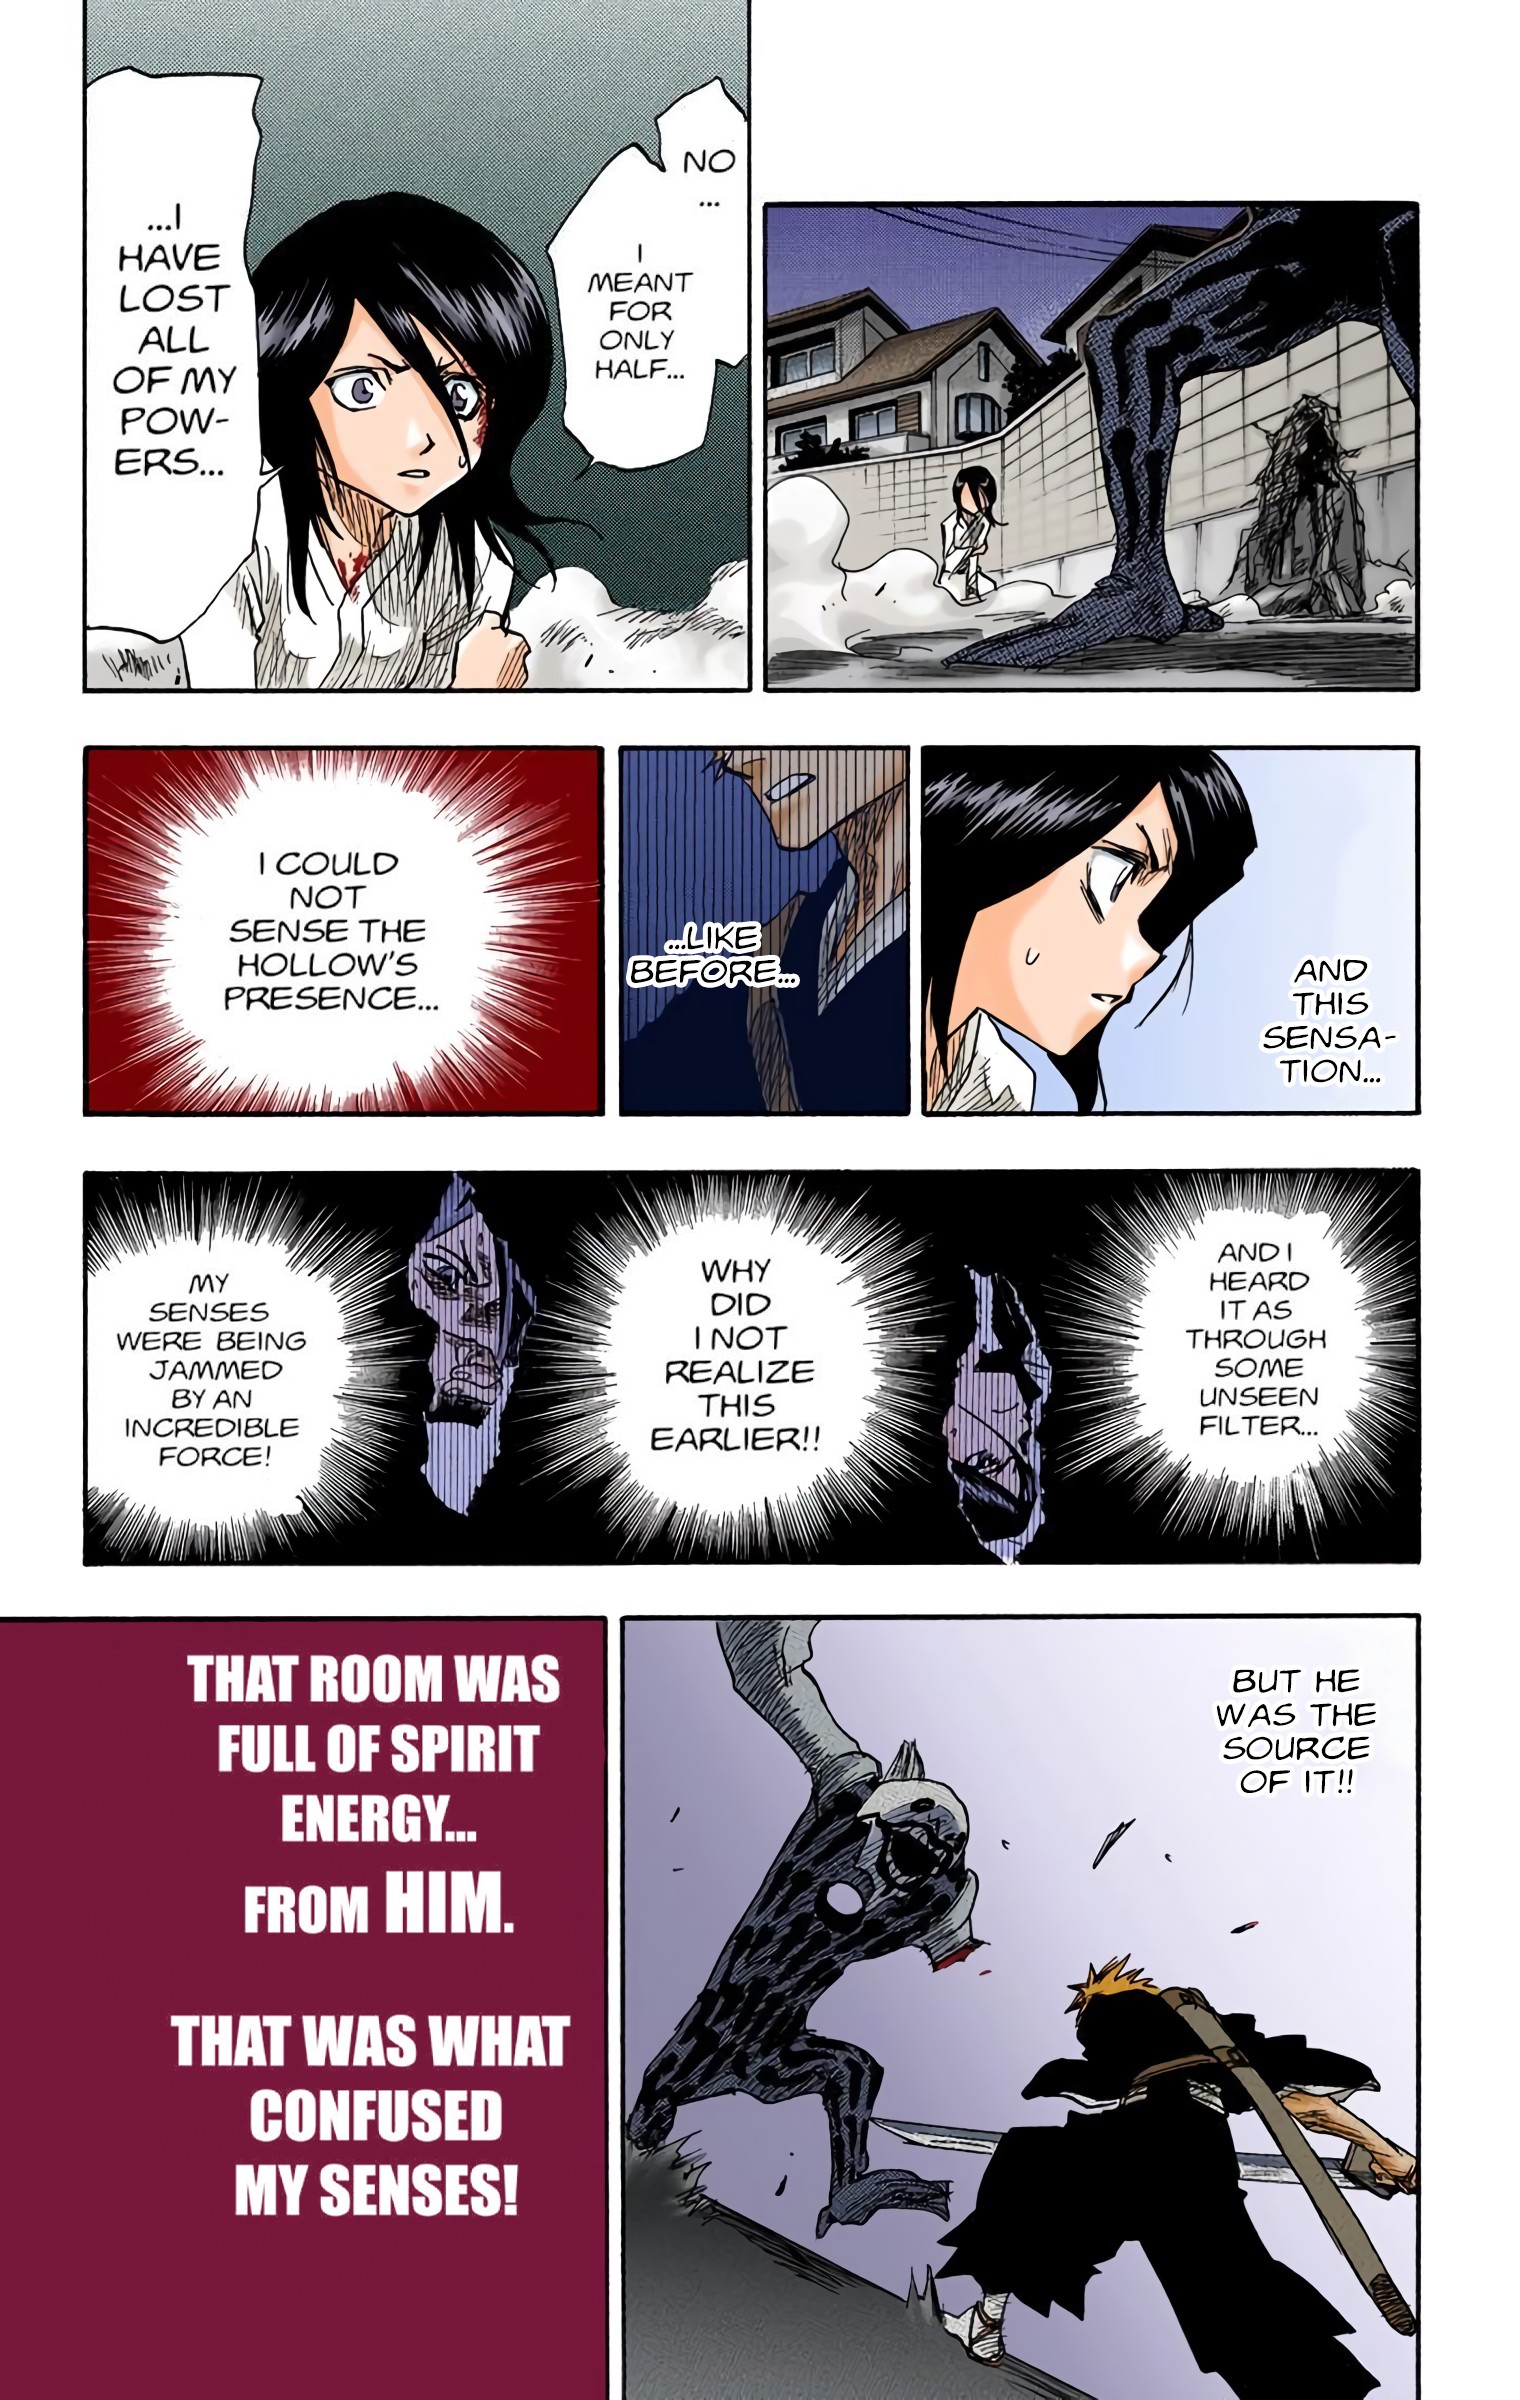 NO
...
I
MEANT
FOR
ONLY
HALF...
...I
HAVE
LOST
ALL
OF MY
POW-
ERS...
AND
THIS
SENSA-
TION...
...LIKE
BEFORE...
I COULD
NOT
SENSE THE
HOLLOW'S
PRESENCE...
AND I
HEARD
IT AS
THROUGH
SOME
UNSEEN
FILTER...
WHY
DID
I NOT
REALIZE
THIS
EARLIER!!
MY
SENSES
WERE BEING
JAMMED
BY AN
INCREDIBLE
FORCE!
BUT HE
WAS THE
SOURCE
OF IT!!
THAT ROOM WAS
FULL OF SPIRIT
ENERGY...
FROM HIM.
THAT WAS WHAT
CONFUSED
MY SENSES!